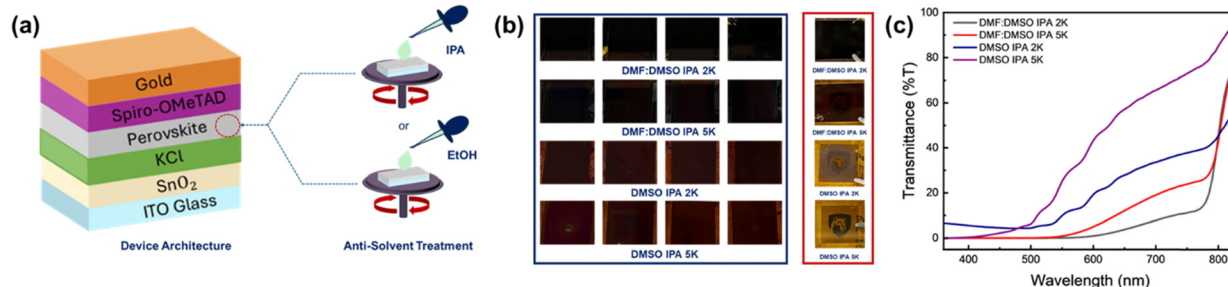 (a)
Gold
Spiro-OMeTAD
Perovskite
KCl
SnO₂
ITO Glass
Device Architecture
IPA
or
EtOH
Anti-Solvent Treatment
(b)
DMF:DMSO IPA 2K
DMF:DMSO IPA 5K
DMSO IPA 2K
DMSO IPA 5K
DMF:DMSO IPA 2K
DMF:DMSO IPA 5K
DMSO IPA 2K
DMSO IPA 5K
(c)
Transmittance (%T)
100
80
60
40
20
0
DMF:DMSO IPA 2K
DMF:DMSO IPA 5K
DMSO IPA 2K
DMSO IPA 5K
400
500
600
700
800
Wavelength (nm)